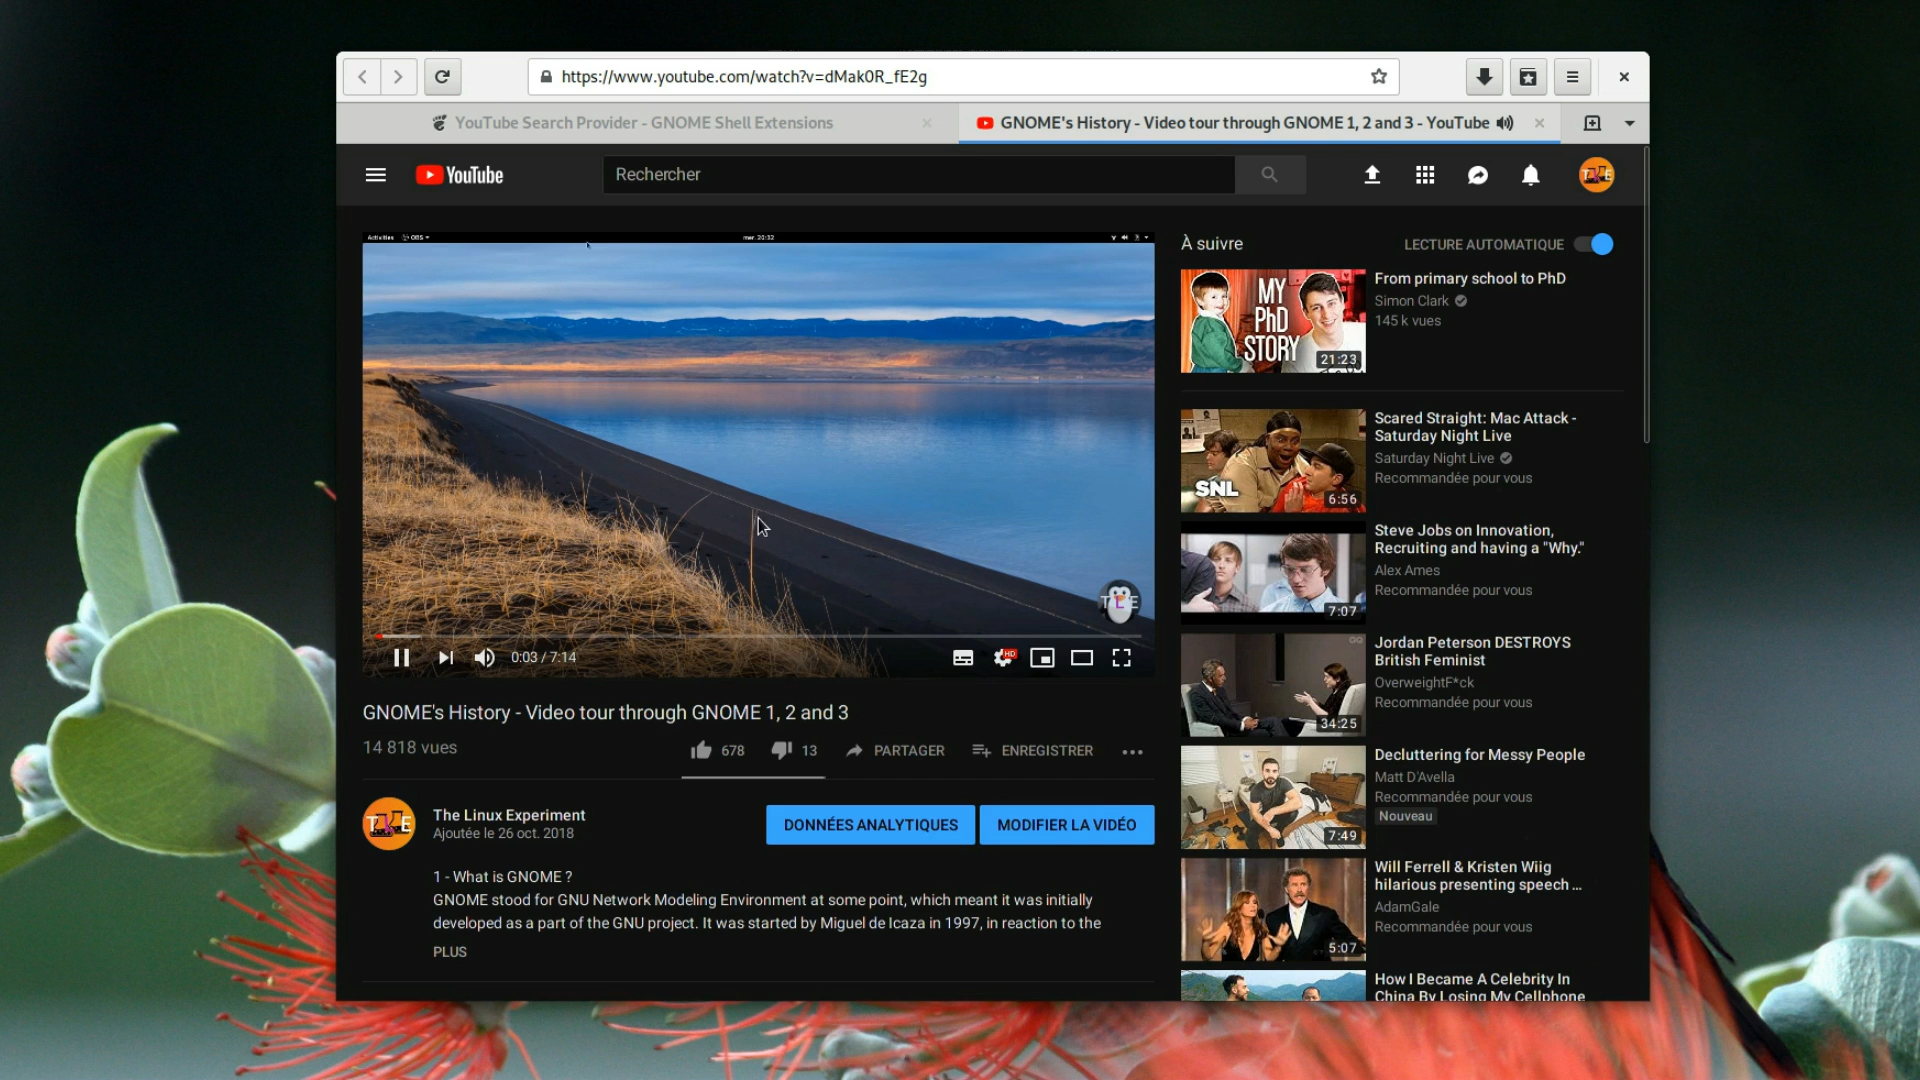 https://www.youtube.com/watch?v=dMak0R_fE2g
YouTube Search Provider - GNOME Shell Extensions
GNOME's History - Video tour through GNOME 1, 2 and 3 - YouTube
YouTube
Rechercher
T E
Activities OBS
mer. 20:32
TLE
0:03 / 7:14
HD
GNOME's History - Video tour through GNOME 1, 2 and 3
14 818 vues
678
13
PARTAGER
ENREGISTRER
The Linux Experiment
Ajoutée le 26 oct. 2018
DONNÉES ANALYTIQUES
MODIFIER LA VIDÉO
1 - What is GNOME ?
GNOME stood for GNU Network Modeling Environment at some point, which meant it was initially
developed as a part of the GNU project. It was started by Miguel de Icaza in 1997, in reaction to the
PLUS
À suivre
LECTURE AUTOMATIQUE
MY
PhD
STORY
21:23
From primary school to PhD
Simon Clark
145 k vues
SNL
6:56
Scared Straight: Mac Attack -
Saturday Night Live
Saturday Night Live
Recommandée pour vous
7:07
Steve Jobs on Innovation,
Recruiting and having a "Why."
Alex Ames
Recommandée pour vous
GQ
34:25
Jordan Peterson DESTROYS
British Feminist
OverweightF*ck
Recommandée pour vous
7:49
Decluttering for Messy People
Matt D'Avella
Recommandée pour vous
Nouveau
5:07
Will Ferrell & Kristen Wiig
hilarious presenting speech ...
AdamGale
Recommandée pour vous
How I Became A Celebrity In
China By Losing My Cellphone